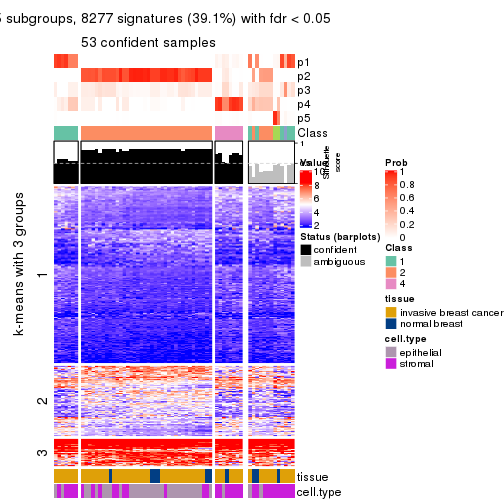 5 subgroups, 8277 signatures (39.1%) with fdr < 0.05
53 confident samples
p1
p2
p3
p4
p5
Class
1
Silhouette
score
k-means with 3 groups
1
2
3
Value
10
8
6
4
2
Status (barplots)
confident
ambiguous
Prob
1
0.8
0.6
0.4
0.2
0
Class
1
2
4
tissue
invasive breast cancer
normal breast
cell.type
epithelial
stromal
tissue
cell.type